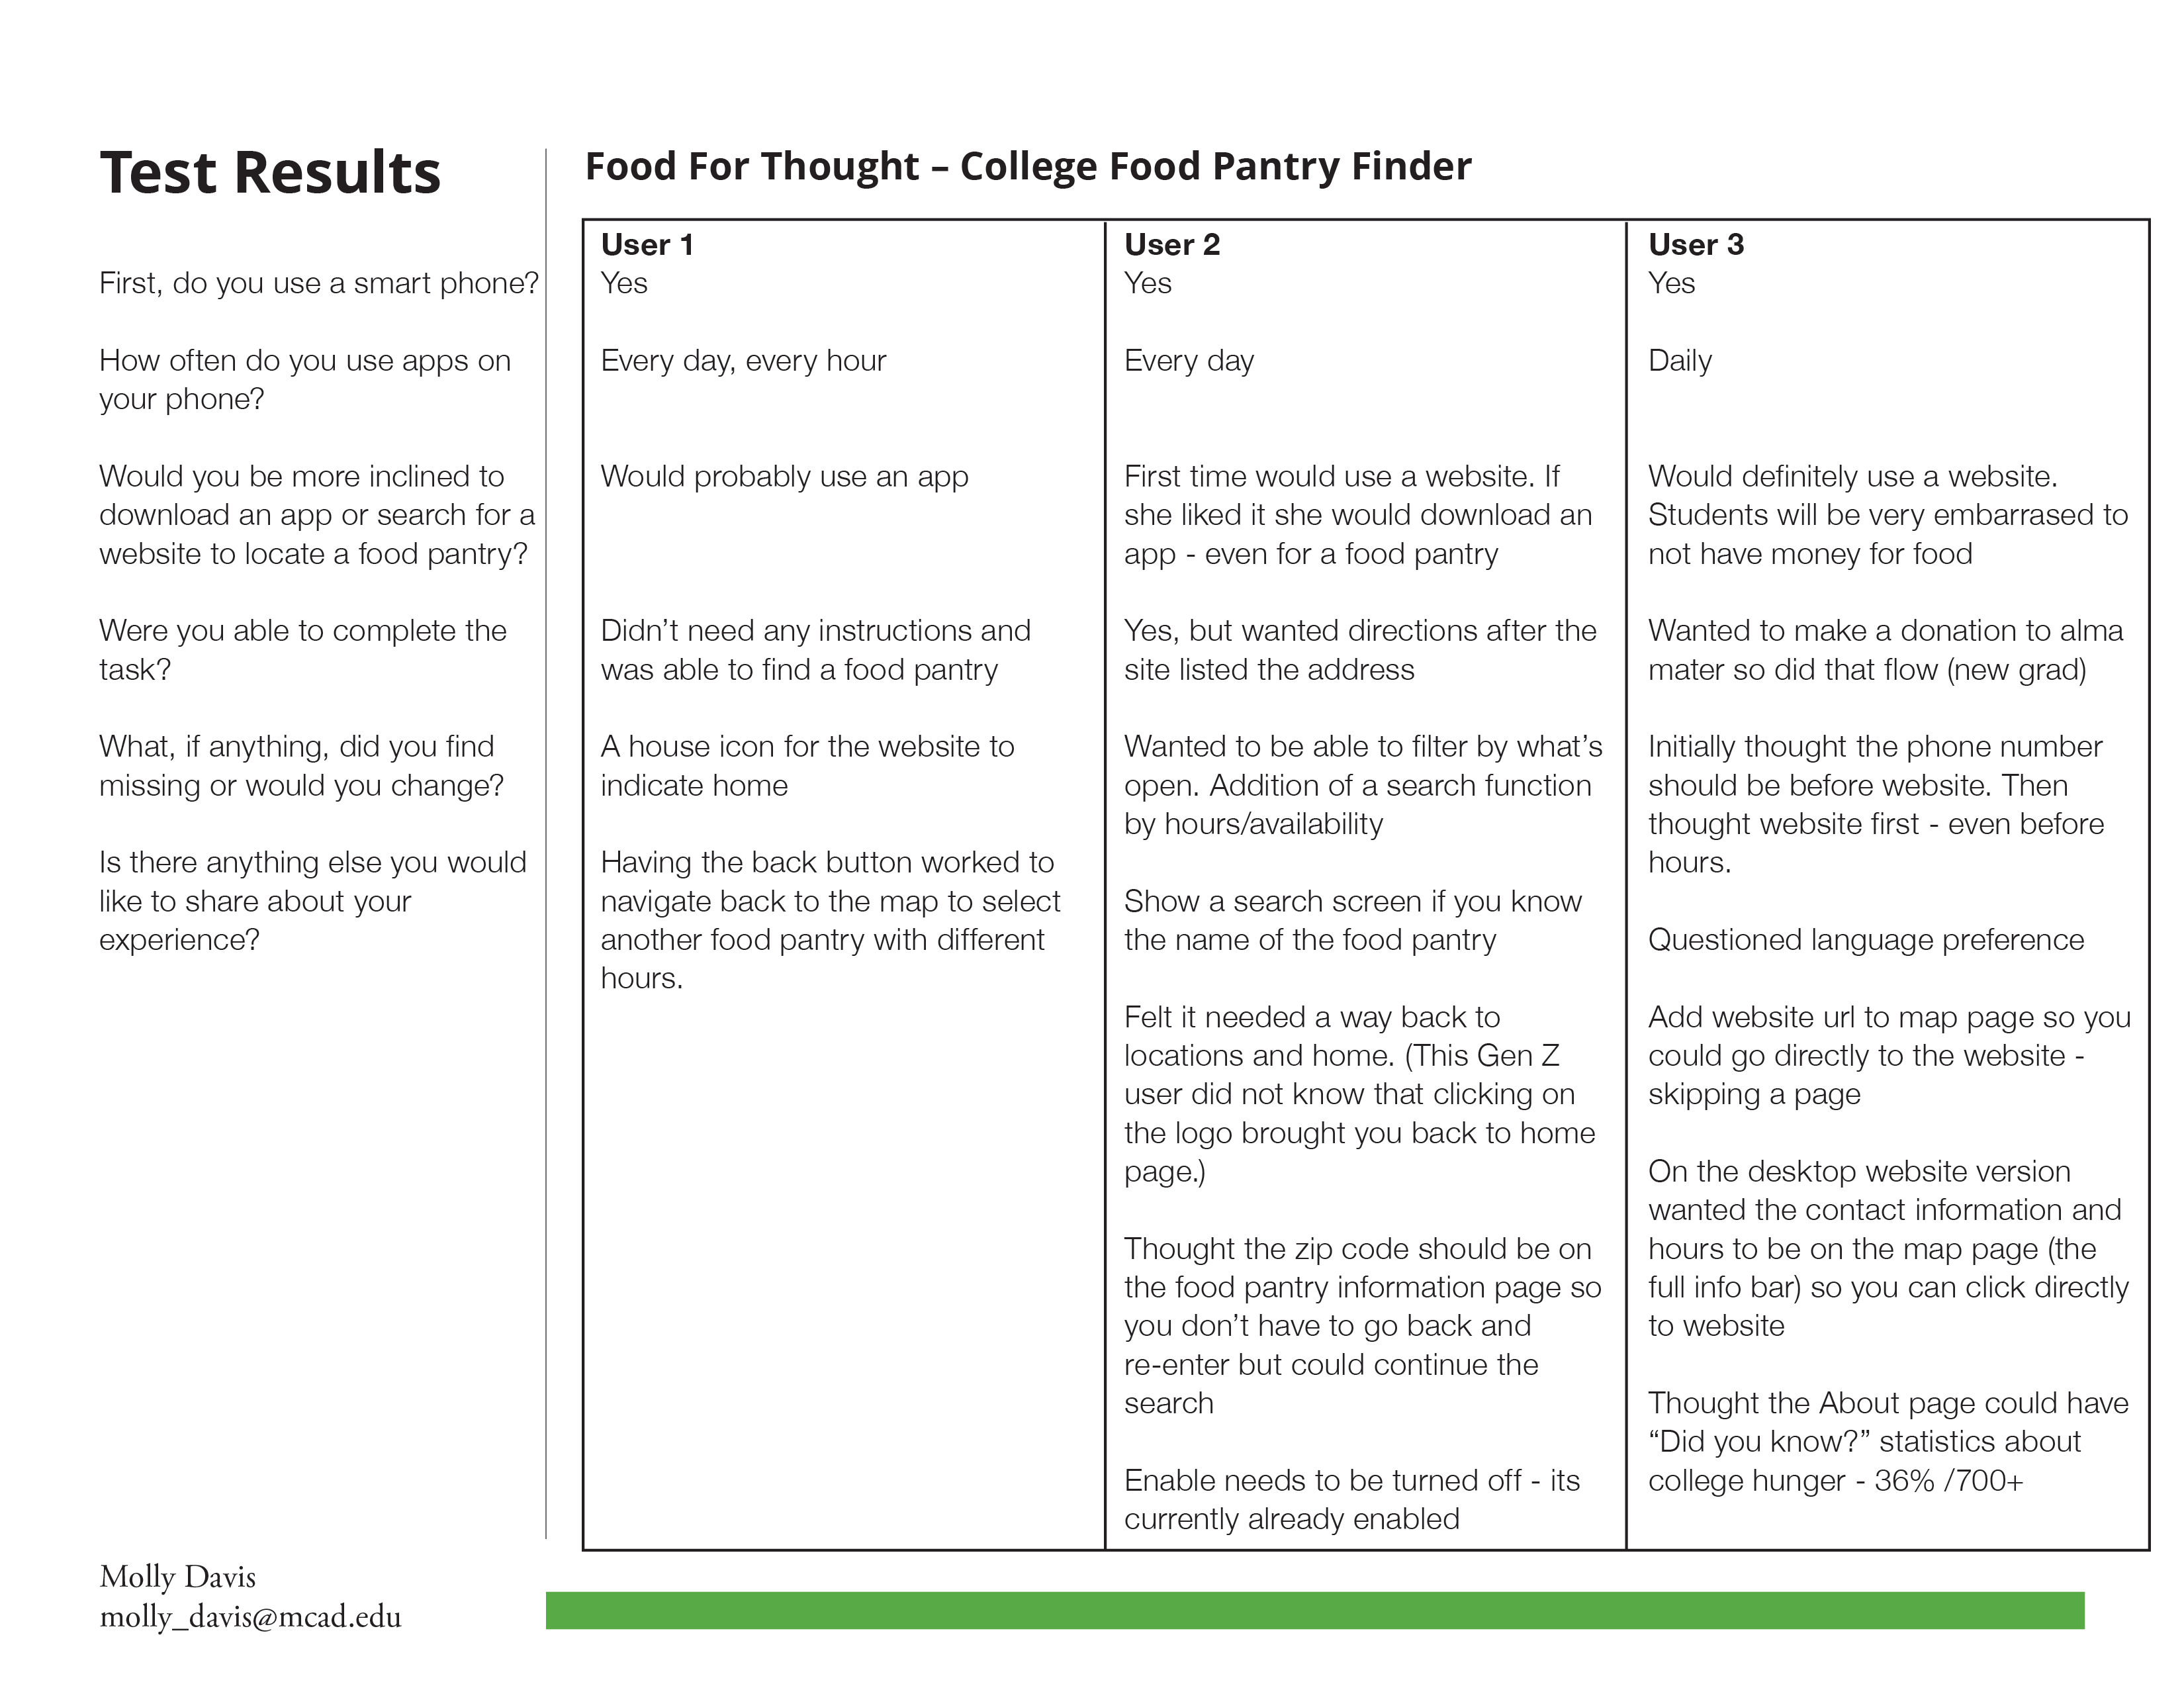 Test Results
First, do you use a smart phone?
How often do you use apps on
your phone?
Would you be more inclined to
download an app or search for a
website to locate a food pantry?
Were you able to complete the
task?
What, if anything, did you find
missing or would you change?
Is there anything else you would
like to share about your
experience?
Molly Davis
molly_davis@mcad.edu
Food For Thought – College Food Pantry Finder
User 1
Yes
Every day, every hour
Would probably use an app
Didn’t need any instructions and
was able to find a food pantry
A house icon for the website to
indicate home
Having the back button worked to
navigate back to the map to select
another food pantry with different
hours.
User 2
Yes
Every day
First time would use a website. If
she liked it she would download an
app - even for a food pantry
Yes, but wanted directions after the
site listed the address
Wanted to be able to filter by what’s
open. Addition of a search function
by hours/availability
Show a search screen if you know
the name of the food pantry
Felt it needed a way back to
locations and home. (This Gen Z
user did not know that clicking on
the logo brought you back to home
page.)
Thought the zip code should be on
the food pantry information page so
you don’t have to go back and
re-enter but could continue the
search
Enable needs to be turned off - its
currently already enabled
User 3
Yes
Daily
Would definitely use a website.
Students will be very embarrased to
not have money for food
Wanted to make a donation to alma
mater so did that flow (new grad)
Initially thought the phone number
should be before website. Then
thought website first - even before
hours.
Questioned language preference
Add website url to map page so you
could go directly to the website -
skipping a page
On the desktop website version
wanted the contact information and
hours to be on the map page (the
full info bar) so you can click directly
to website
Thought the About page could have
“Did you know?” statistics about
college hunger - 36% /700+